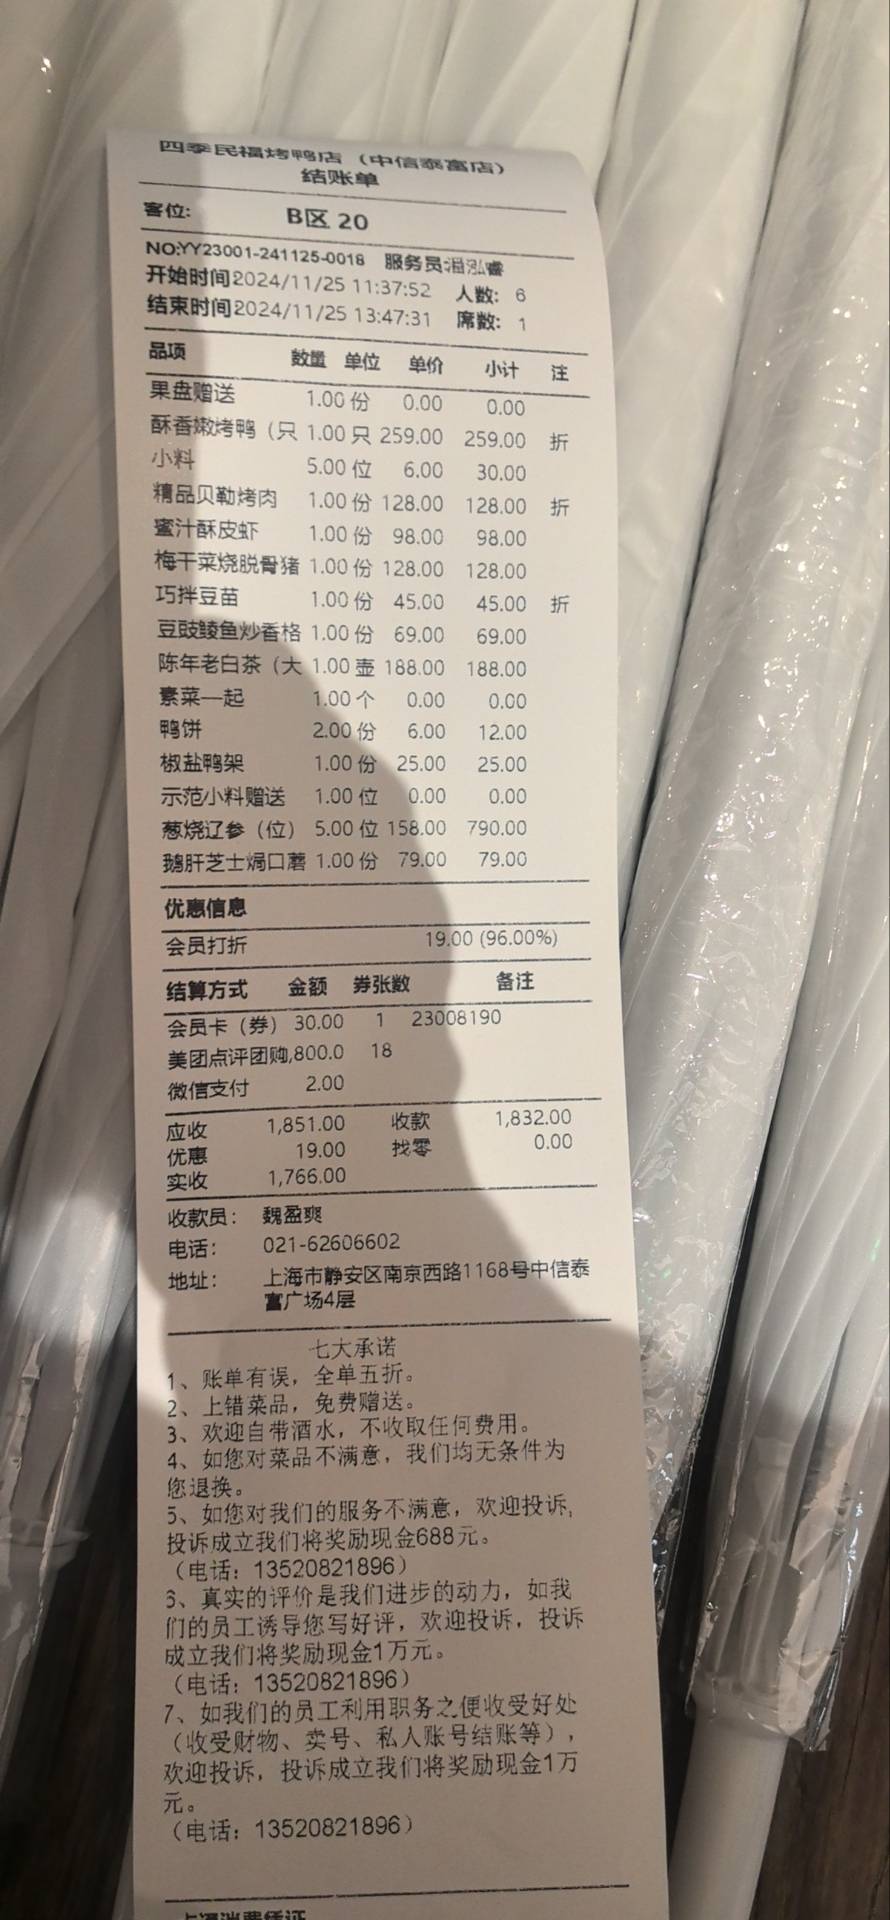 四季民福烤鸭店（中信泰富店）
结账单
客位: B区 20
NO:YY23001-241125-0018 服务员:泓睿
开始时间2024/11/25 11:37:52 人数: 6
结束时间2024/11/25 13:47:31 席数: 1
品项 数量 单位 单价 小计 注
果盘赠送 1.00 份 0.00 0.00
酥香嫩烤鸭（只 1.00 只 259.00 259.00 折
小料 5.00 位 6.00 30.00
精品贝勒烤肉 1.00 份 128.00 128.00 折
蜜汁酥皮虾 1.00 份 98.00 98.00
梅干菜烧脱骨猪 1.00 份 128.00 128.00
巧拌豆苗 1.00 份 45.00 45.00 折
豆豉鲮鱼炒香格 1.00 份 69.00 69.00
陈年老白茶（大 1.00 壶 188.00 188.00
素菜一起 1.00 个 0.00 0.00
鸭饼 2.00 份 6.00 12.00
椒盐鸭架 1.00 份 25.00 25.00
示范小料赠送 1.00 位 0.00 0.00
葱烧辽参（位） 5.00 位 158.00 790.00
鹅肝芝士焗口蘑 1.00 份 79.00 79.00
优惠信息
会员打折 19.00 (96.00%)
结算方式 金额 券张数 备注
会员卡（券） 30.00 1 23008190
美团点评团购,800.0 18
微信支付 2.00
应收 1,851.00 收款 1,832.00
优惠 19.00 找零 0.00
实收 1,766.00
收款员: 魏盈爽
电话: 021-62606602
地址: 上海市静安区南京西路1168号中信泰
富广场4层
七大承诺
1、账单有误，全单五折。
2、上错菜品，免费赠送。
3、欢迎自带酒水，不收取任何费用。
4、如您对菜品不满意，我们均无条件为
您退换。
5、如您对我们的服务不满意，欢迎投诉,
投诉成立我们将奖励现金688元。
（电话：13520821896）
6、真实的评价是我们进步的动力，如我
们的员工诱导您写好评，欢迎投诉，投诉
成立我们将奖励现金1万元。
（电话：13520821896）
7、如我们的员工利用职务之便收受好处
（收受财物、卖号、私人账号结账等），
欢迎投诉，投诉成立我们将奖励现金1万
元。
（电话：13520821896）